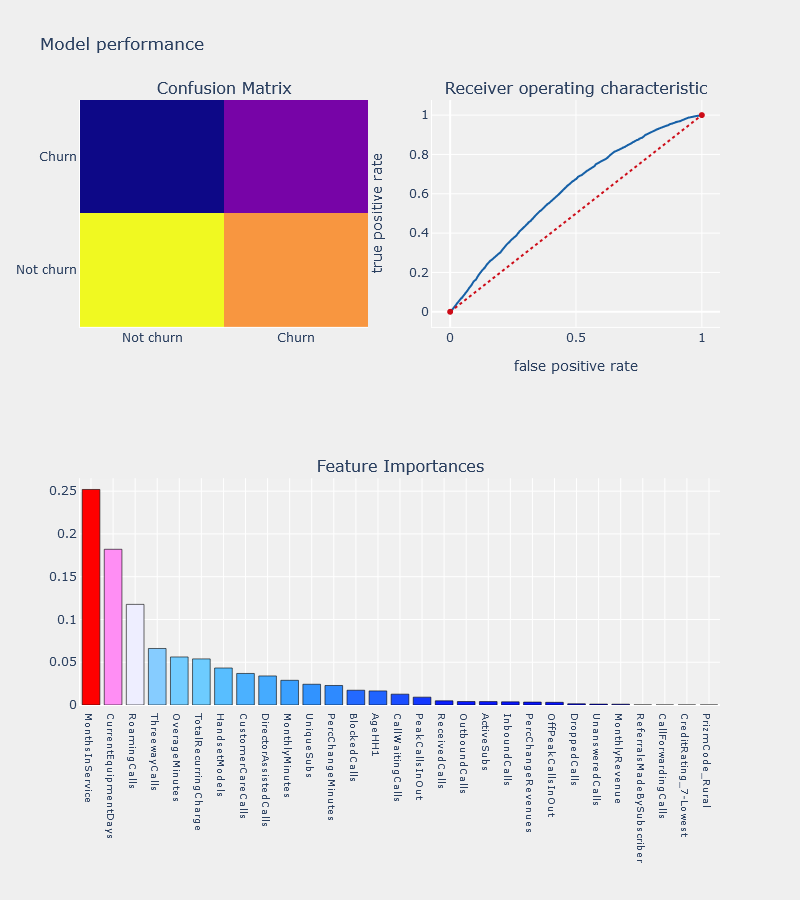 Model performance
Confusion Matrix
Churn
Not churn
Not churn
Churn
Receiver operating characteristic
true positive rate
1
0.8
0.6
0.4
0.2
0
0
0.5
1
false positive rate
Feature Importances
0.25
0.2
0.15
0.1
0.05
0
MonthsInService
CurrentEquipmentDays
RoamingCalls
ThreewayCalls
OverageMinutes
TotalRecurringCharge
HandsetModels
CustomerCareCalls
DirectorAssistedCalls
MonthlyMinutes
UniqueSubs
PercChangeMinutes
BlockedCalls
AgeHH1
CallWaitingCalls
PeakCallsInOut
ReceivedCalls
OutboundCalls
ActiveSubs
InboundCalls
PercChangeRevenues
OffPeakCallsInOut
DroppedCalls
UnansweredCalls
MonthlyRevenue
ReferralsMadeBySubscriber
CallForwardingCalls
CreditRating_7-Lowest
PrizmCode_Rural